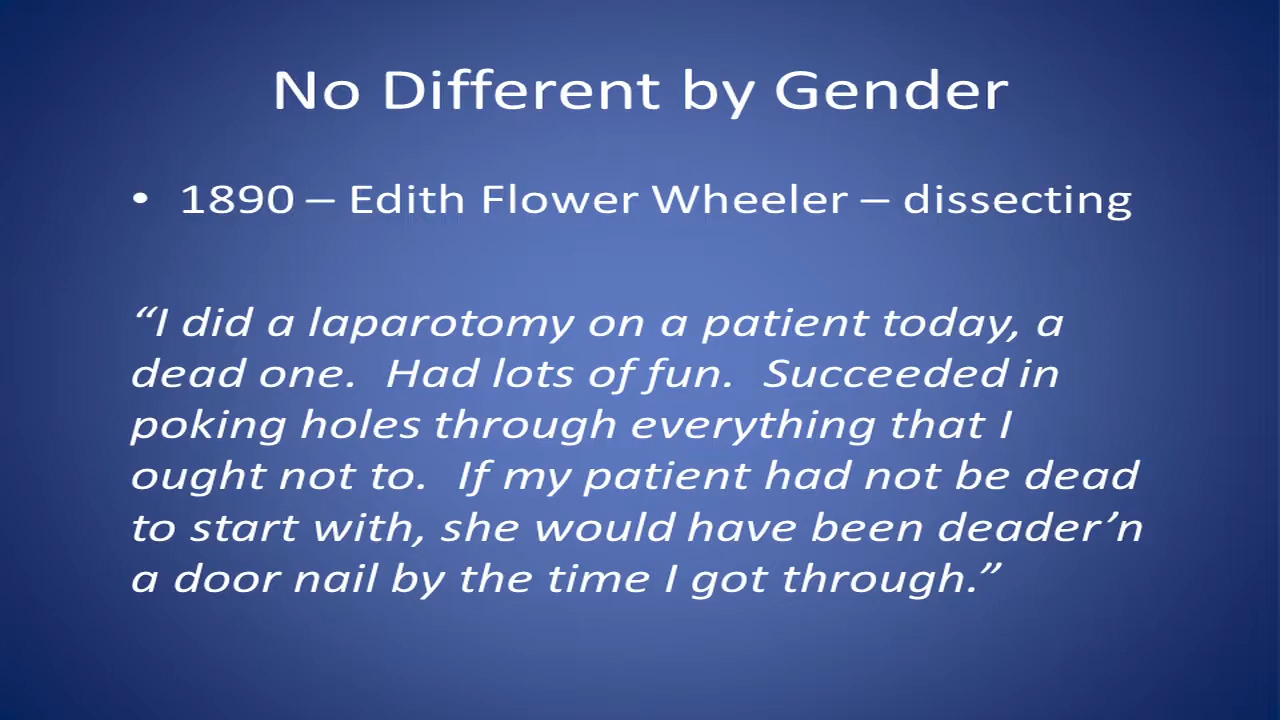 No Different by Gender
• 1890 – Edith Flower Wheeler – dissecting
“I did a laparotomy on a patient today, a
dead one.  Had lots of fun.  Succeeded in
poking holes through everything that I
ought not to.  If my patient had not be dead
to start with, she would have been deader’n
a door nail by the time I got through.”